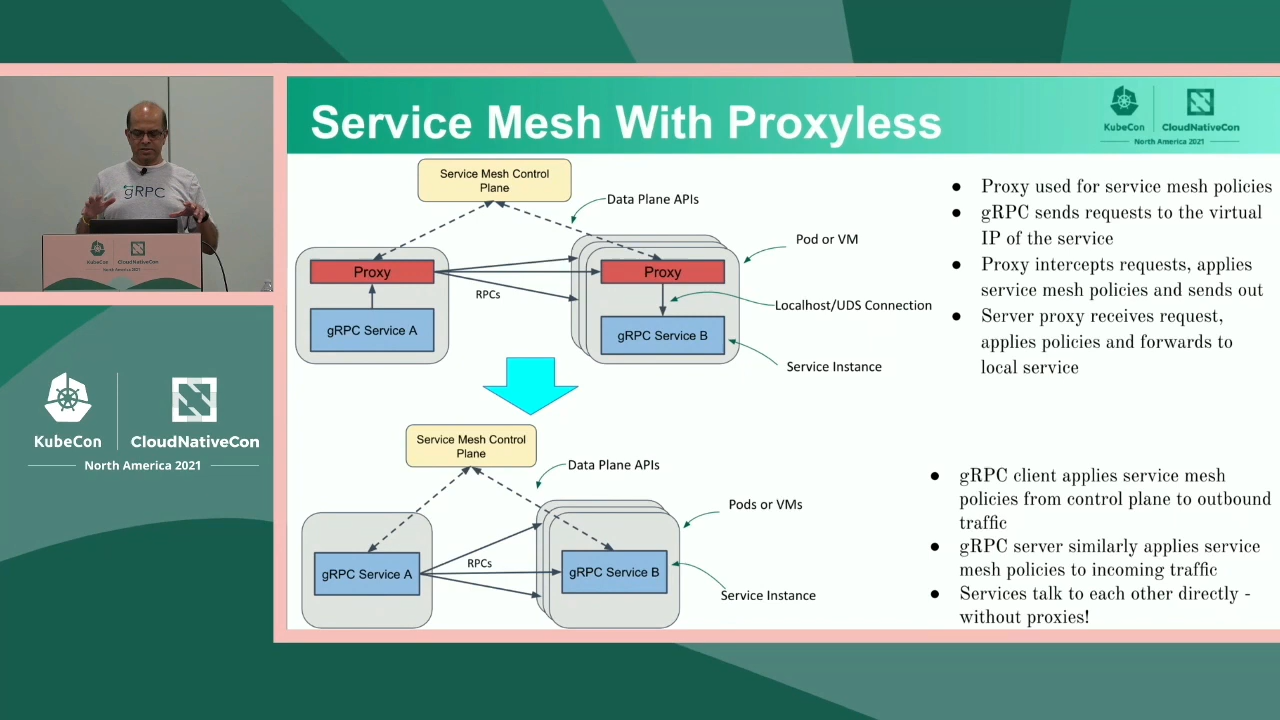 Service Mesh With Proxyless
KubeCon
CloudNativeCon
North America 2021
Service Mesh Control
Plane
Data Plane APIs
Pod or VM
Proxy
Proxy
RPCs
Localhost/UDS Connection
gRPC Service A
gRPC Service B
Service Instance
Proxy used for service mesh policies
gRPC sends requests to the virtual
IP of the service
Proxy intercepts requests, applies
service mesh policies and sends out
Server proxy receives request,
applies policies and forwards to
local service
Service Mesh Control
Plane
Data Plane APIs
Pods or VMs
RPCs
gRPC Service A
gRPC Service B
Service Instance
gRPC client applies service mesh
policies from control plane to outbound
traffic
gRPC server similarly applies service
mesh policies to incoming traffic
Services talk to each other directly -
without proxies!
gRPC
KubeCon
CloudNativeCon
North America 2021